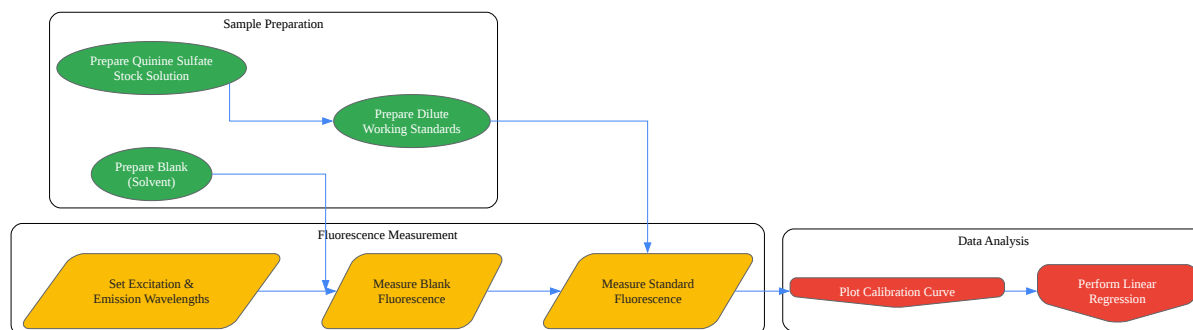 Sample Preparation
Prepare Quinine Sulfate
Stock Solution
Prepare Dilute
Working Standards
Prepare Blank
(Solvent)
Fluorescence Measurement
Set Excitation &
Emission Wavelengths
Measure Blank
Fluorescence
Measure Standard
Fluorescence
Data Analysis
Plot Calibration Curve
Perform Linear
Regression